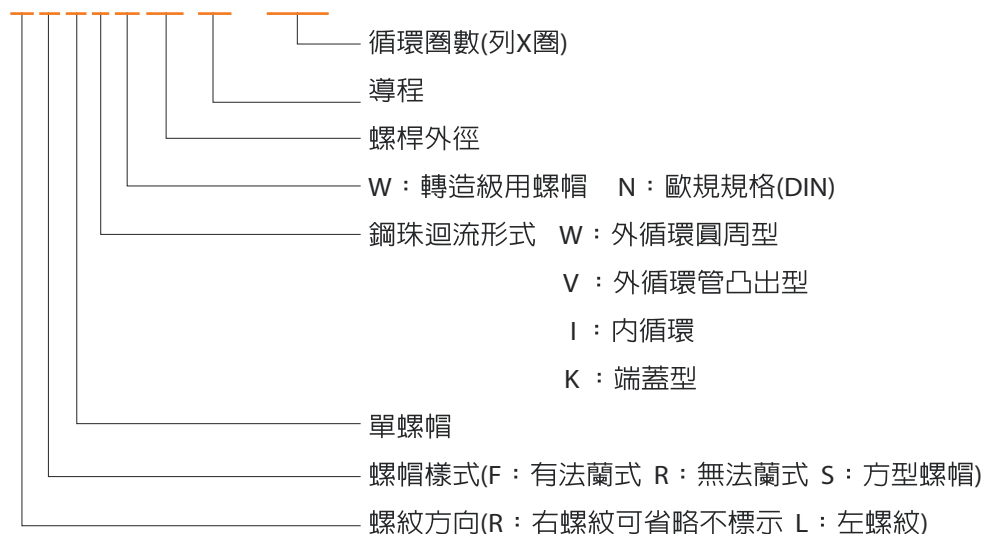 循環圈數(列X圈)
導程
螺桿外徑
W：轉造級用螺帽 N：歐規規格(DIN)
鋼珠迴流形式 W：外循環圓周型
V：外循環管凸出型
I：內循環
K：端蓋型
單螺帽
螺帽樣式(F：有法蘭式 R：無法蘭式 S：方型螺帽)
螺紋方向(R：右螺紋可省略不標示 L：左螺紋)